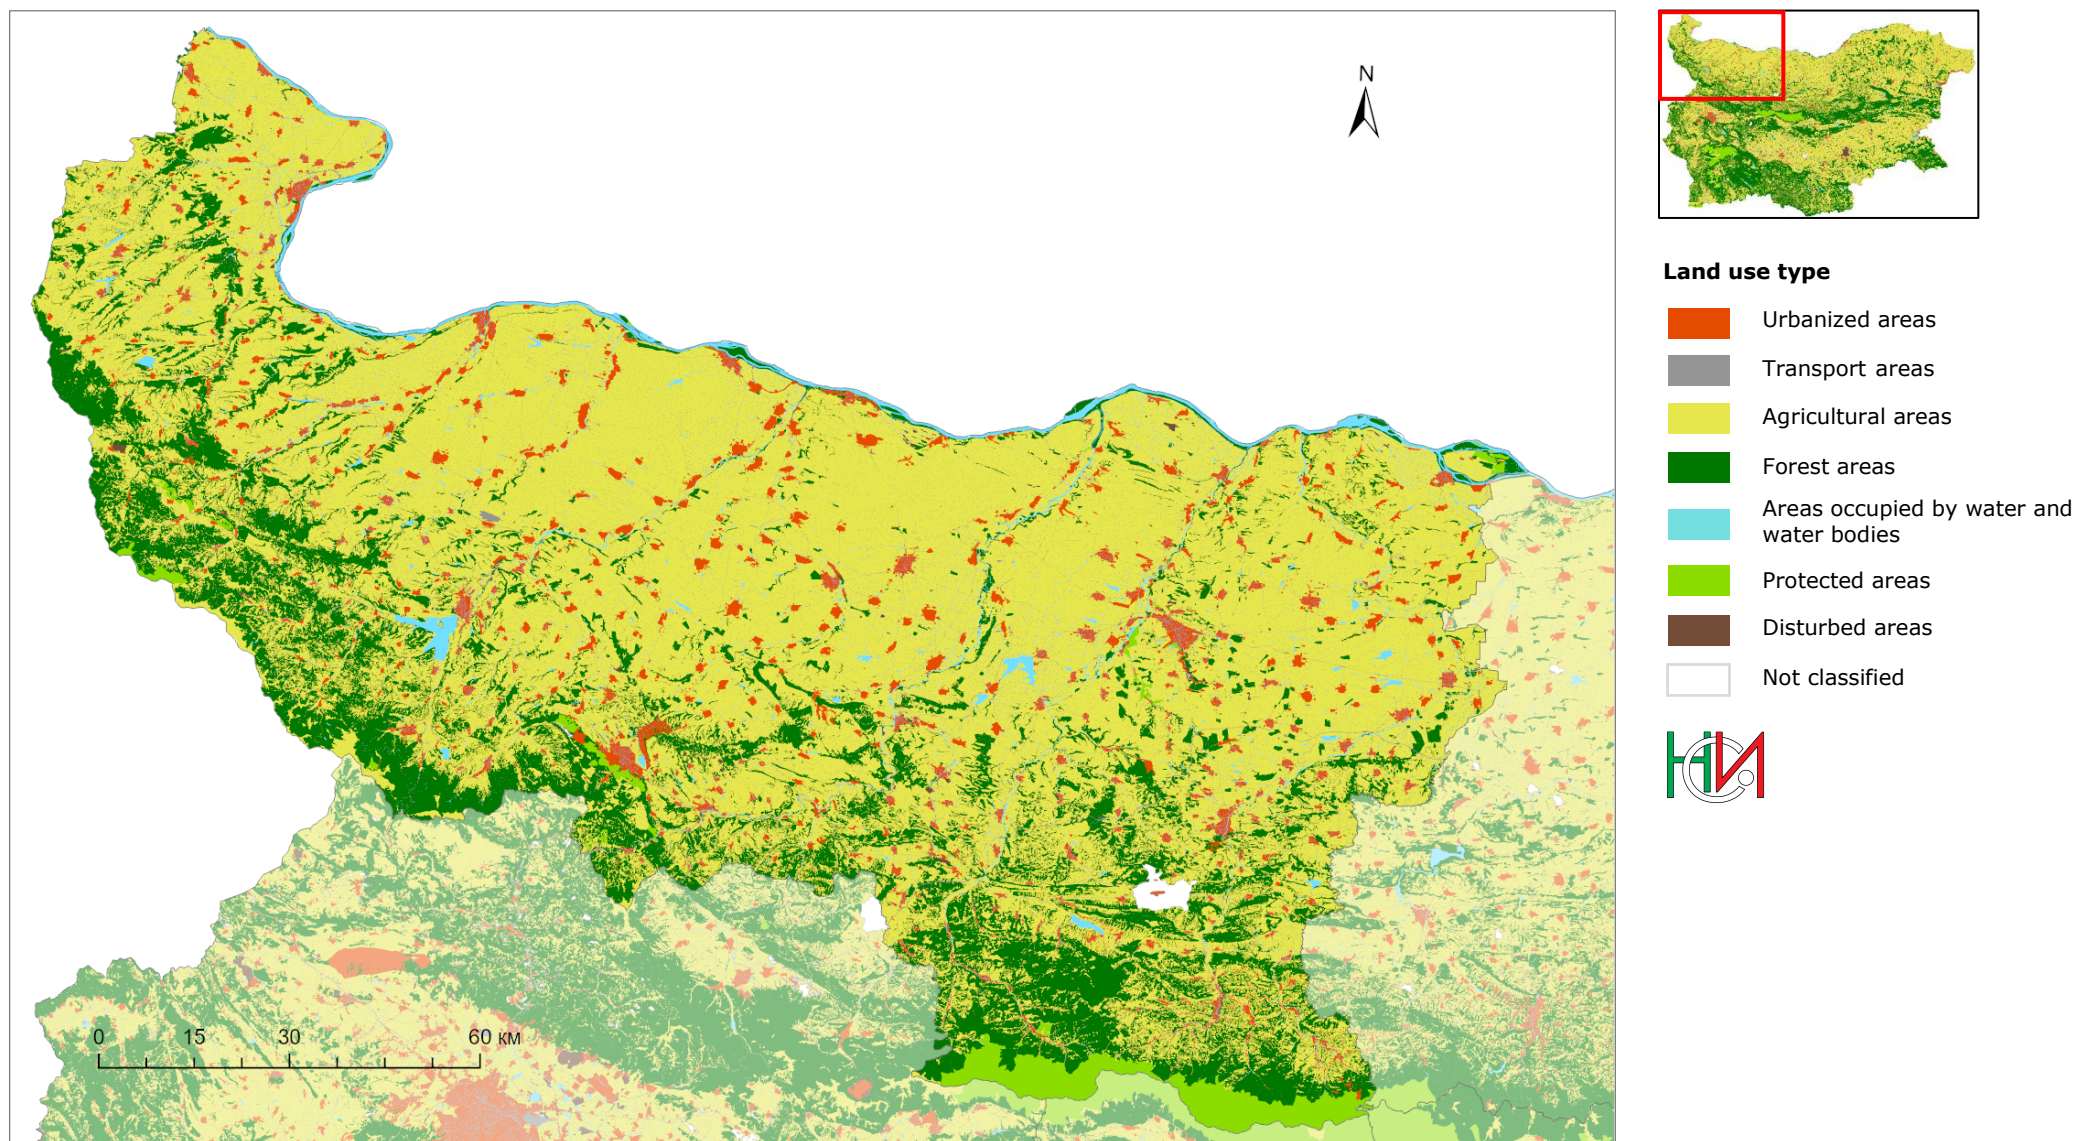 N
Land use type
Urbanized areas
Transport areas
Agricultural areas
Forest areas
Areas occupied by water and
water bodies
Protected areas
Disturbed areas
Not classified
НСИ
0 15 30 60 км